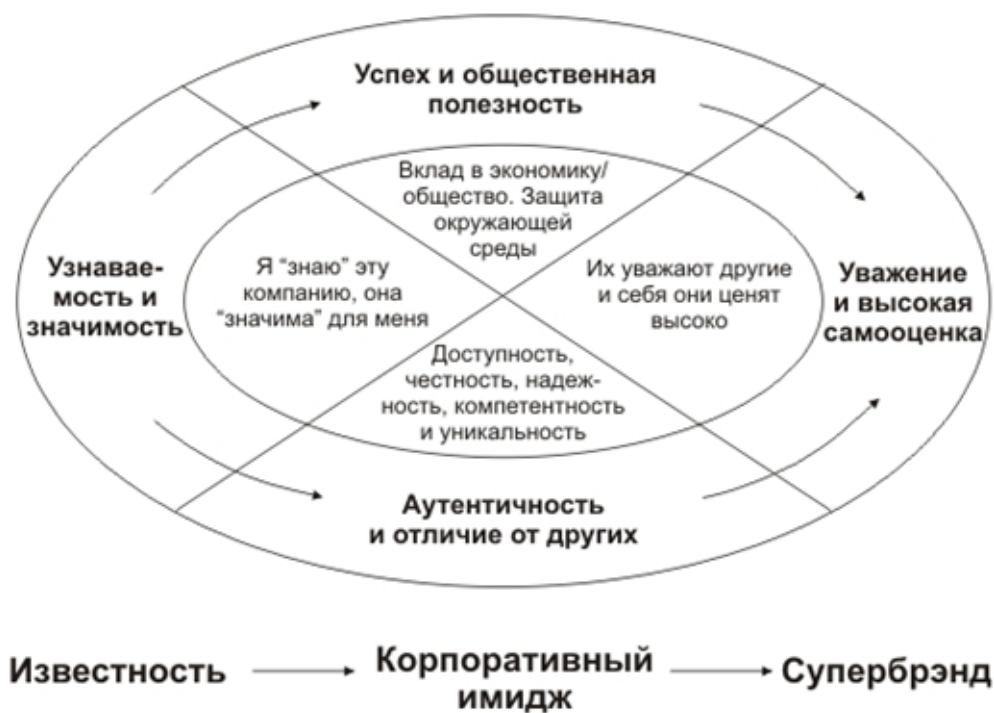 Успех и общественная
полезность
Вклад в экономику/
общество. Защита
окружающей
среды
Узнавае-
мость и
значимость
Я "знаю" эту
компанию, она
"значима" для меня
Их уважают другие
и себя они ценят
высоко
Уважение
и высокая
самооценка
Доступность,
честность, надеж-
ность, компетентность
и уникальность
Аутентичность
и отличие от других
Известность
Корпоративный
имидж
Супербрэнд